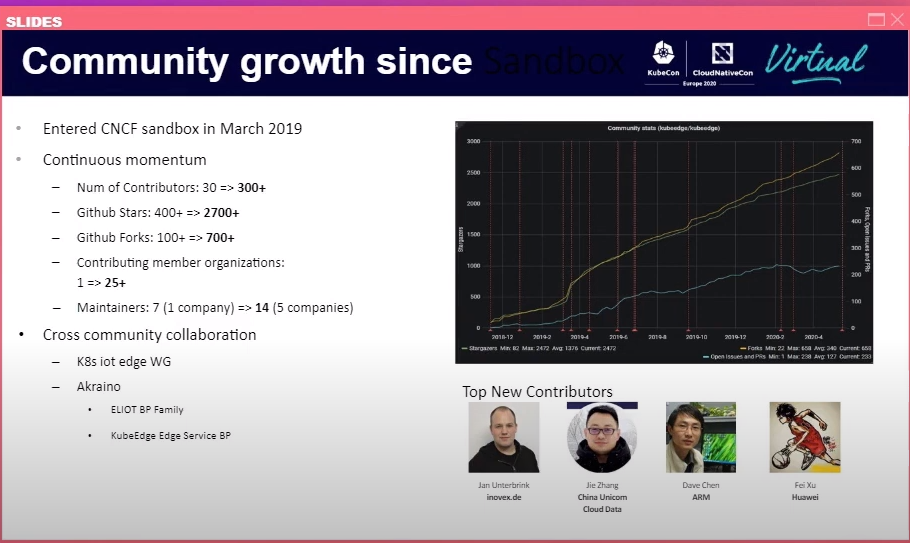 SLIDES
Community growth since Sandbox
KubeCon
CloudNativeCon
Europe 2020
Virtual
• Entered CNCF sandbox in March 2019
• Continuous momentum
– Num of Contributors: 30 => 300+
– Github Stars: 400+ => 2700+
– Github Forks: 100+ => 700+
– Contributing member organizations:
1 => 25+
– Maintainers: 7 (1 company) => 14 (5 companies)
• Cross community collaboration
– K8s iot edge WG
– Akraino
• ELIOT BP Family
• KubeEdge Edge Service BP
Community stats (kubeedge/kubeedge)
3000
2500
2000
1500
1000
500
0
Stargazers
700
600
500
400
300
200
100
0
Forks, Open issues and PRs
2018-12 2019-2 2019-4 2019-6 2019-8 2019-10 2019-12 2020-2 2020-4
Stargazers Min: 82 Max: 2472 Avg: 1376 Current: 2472
Forks Min: 22 Max: 658 Avg: 340 Current: 658
Open Issues and PRs Min: 1 Max: 238 Avg: 127 Current: 233
Top New Contributors
Jan Unterbrink
inovex.de
Jie Zhang
China Unicom
Cloud Data
Dave Chen
ARM
Fei Xu
Huawei